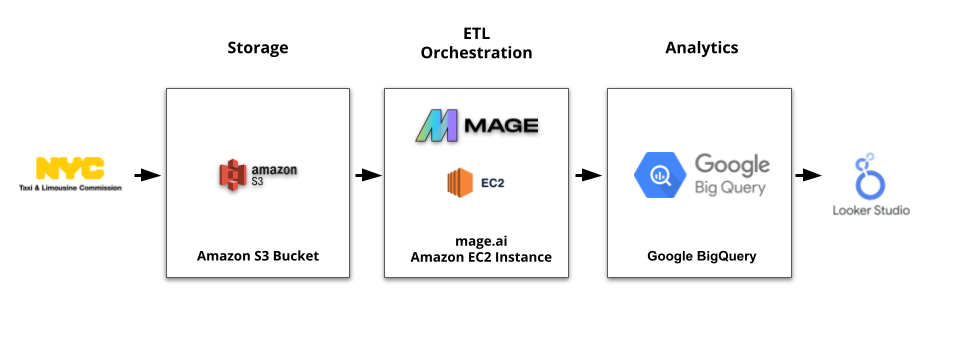 Storage
ETL
Orchestration
Analytics
NYC
Taxi & Limousine Commission
amazon
S3
Amazon S3 Bucket
MAGE
EC2
mage.ai
Amazon EC2 Instance
Google
Big Query
Google BigQuery
Looker Studio